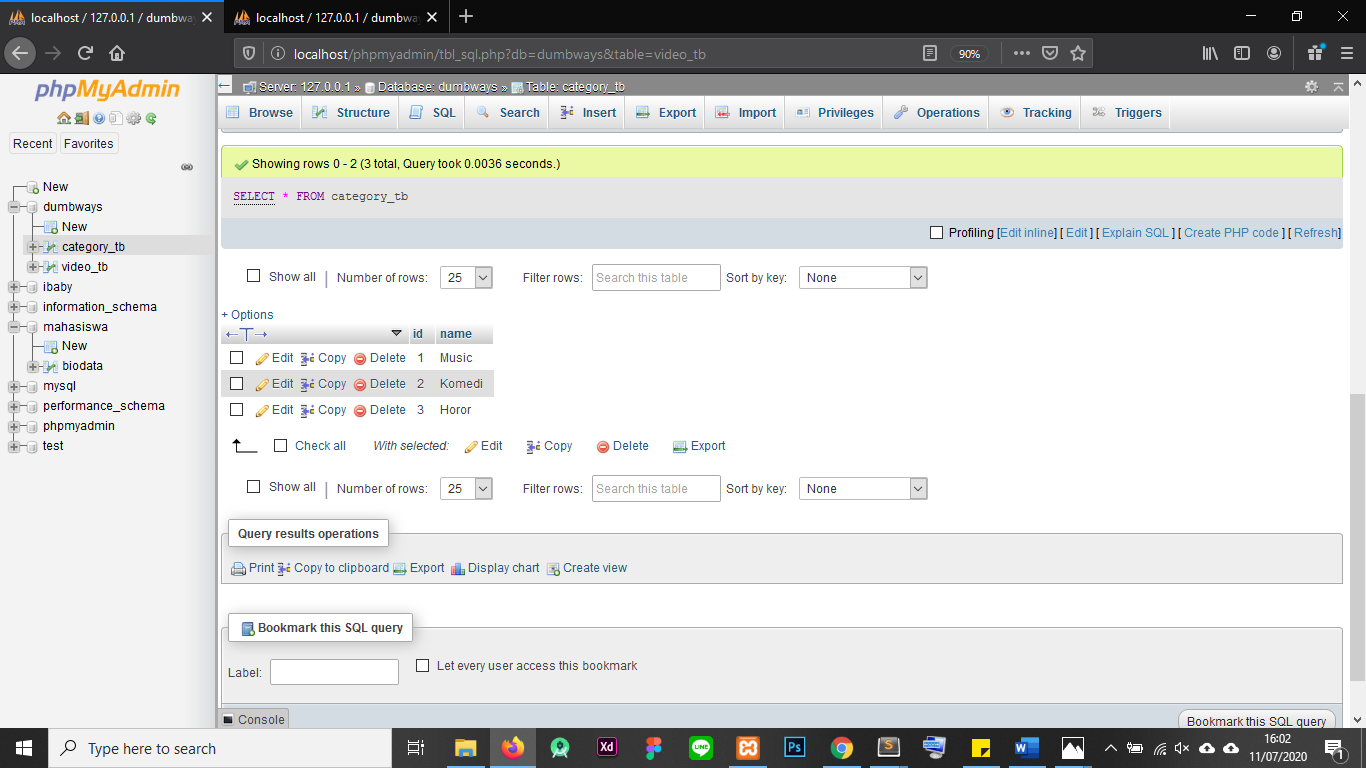 localhost / 127.0.0.1 / dumbway
localhost / 127.0.0.1 / dumbway
localhost/phpmyadmin/tbl_sql.php?db=dumbways&table=video_tb
90%
phpMyAdmin
Recent
Favorites
New
dumbways
New
category_tb
video_tb
ibaby
information_schema
mahasiswa
New
biodata
mysql
performance_schema
phpmyadmin
test
Server: 127.0.0.1 » Database: dumbways » Table: category_tb
Browse Structure SQL Search Insert Export Import Privileges Operations Tracking Triggers
Showing rows 0 - 2 (3 total, Query took 0.0036 seconds.)
SELECT * FROM category_tb
Profiling [Edit inline] [ Edit ] [ Explain SQL ] [ Create PHP code ] [ Refresh]
Show all | Number of rows: 25 Filter rows: Search this table Sort by key: None
+ Options
←T→ id name
Edit Copy Delete 1 Music
Edit Copy Delete 2 Komedi
Edit Copy Delete 3 Horor
Check all With selected: Edit Copy Delete Export
Show all | Number of rows: 25 Filter rows: Search this table Sort by key: None
Query results operations
Print Copy to clipboard Export Display chart Create view
Bookmark this SQL query
Label: Let every user access this bookmark
Console
Bookmark this SQL query
Type here to search
Xd
LINE
Ps
S
W
16:02
11/07/2020
1